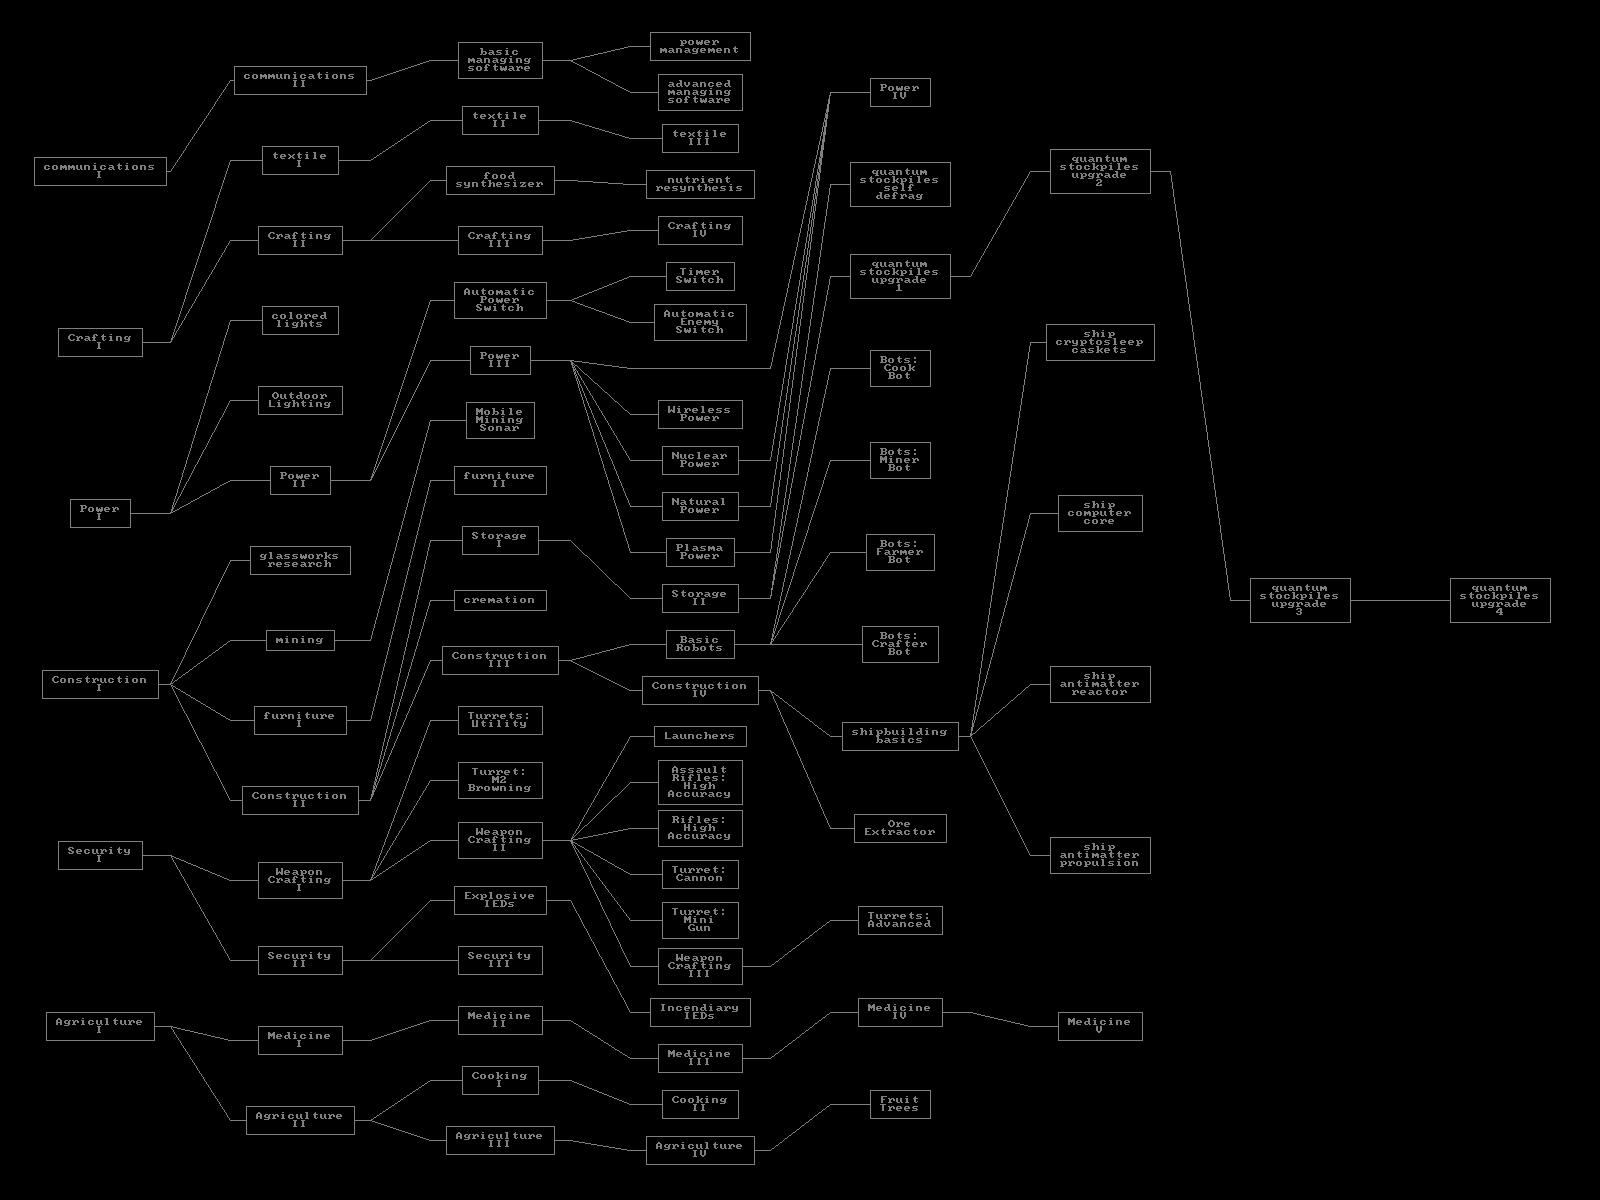 communications
I
Crafting
I
Power
I
Construction
I
Security
I
Agriculture
I
communications
II
textile
I
Crafting
II
colored
lights
Outdoor
Lighting
Power
II
glassworks
research
mining
furniture
I
Construction
II
Weapon
Crafting
I
Security
II
Medicine
I
Agriculture
II
basic
managing
software
textile
II
food
synthesizer
Crafting
III
Automatic
Power
Switch
Power
III
Mobile
Mining
Sonar
furniture
II
Storage
I
cremation
Construction
III
Turrets:
Utility
Turret:
M2
Browning
Weapon
Crafting
II
Explosive
IEDs
Security
III
Medicine
II
Cooking
I
Agriculture
III
power
management
advanced
managing
software
textile
III
nutrient
resynthesis
Crafting
IV
Timer
Switch
Automatic
Enemy
Switch
Wireless
Power
Nuclear
Power
Natural
Power
Plasma
Power
Storage
II
Basic
Robots
Construction
IV
Launchers
Assault
Rifles:
High
Accuracy
Rifles:
High
Accuracy
Turret:
Cannon
Turret:
Mini
Gun
Weapon
Crafting
III
Incendiary
IEDs
Medicine
III
Cooking
II
Agriculture
IV
Power
IV
quantum
stockpiles
self
defrag
quantum
stockpiles
upgrade
1
Bots:
Cook
Bot
Bots:
Miner
Bot
Bots:
Farmer
Bot
Bots:
Crafter
Bot
shipbuilding
basics
Ore
Extractor
Turrets:
Advanced
Medicine
IV
Fruit
Trees
quantum
stockpiles
upgrade
2
ship
cryptosleep
caskets
ship
computer
core
ship
antimatter
reactor
ship
antimatter
propulsion
Medicine
V
quantum
stockpiles
upgrade
3
quantum
stockpiles
upgrade
4